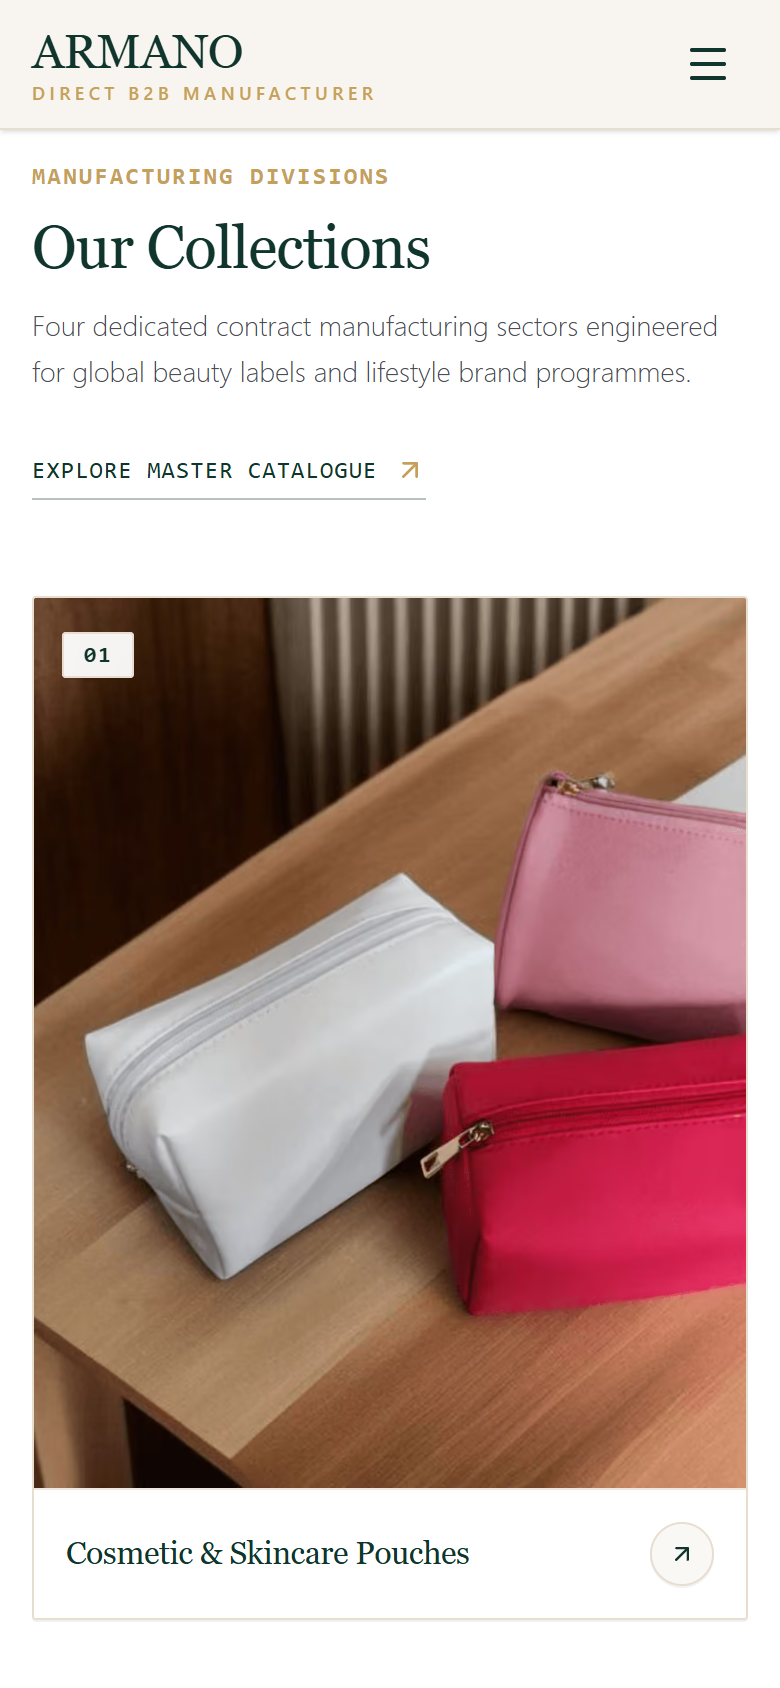 ARMANO
DIRECT B2B MANUFACTURER
MANUFACTURING DIVISIONS
Our Collections
Four dedicated contract manufacturing sectors engineered
for global beauty labels and lifestyle brand programmes.
EXPLORE MASTER CATALOGUE
01
Cosmetic & Skincare Pouches